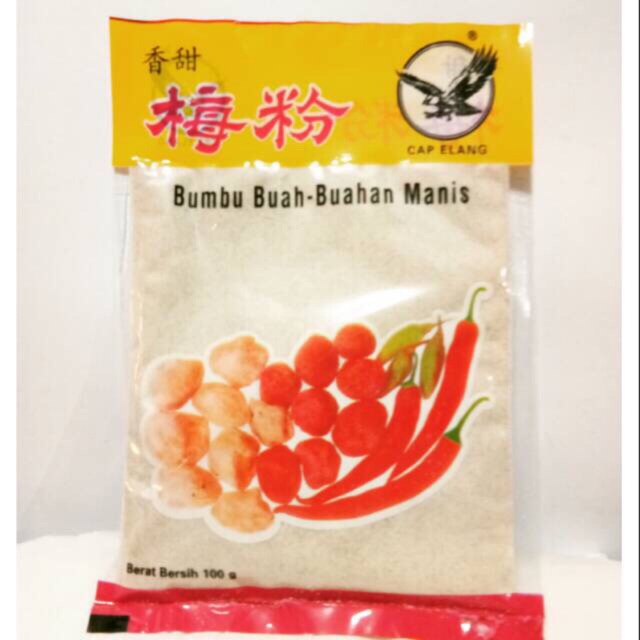 香甜
梅粉
®
CAP ELANG
Bumbu Buah-Buahan Manis
Berat Bersih 100 g